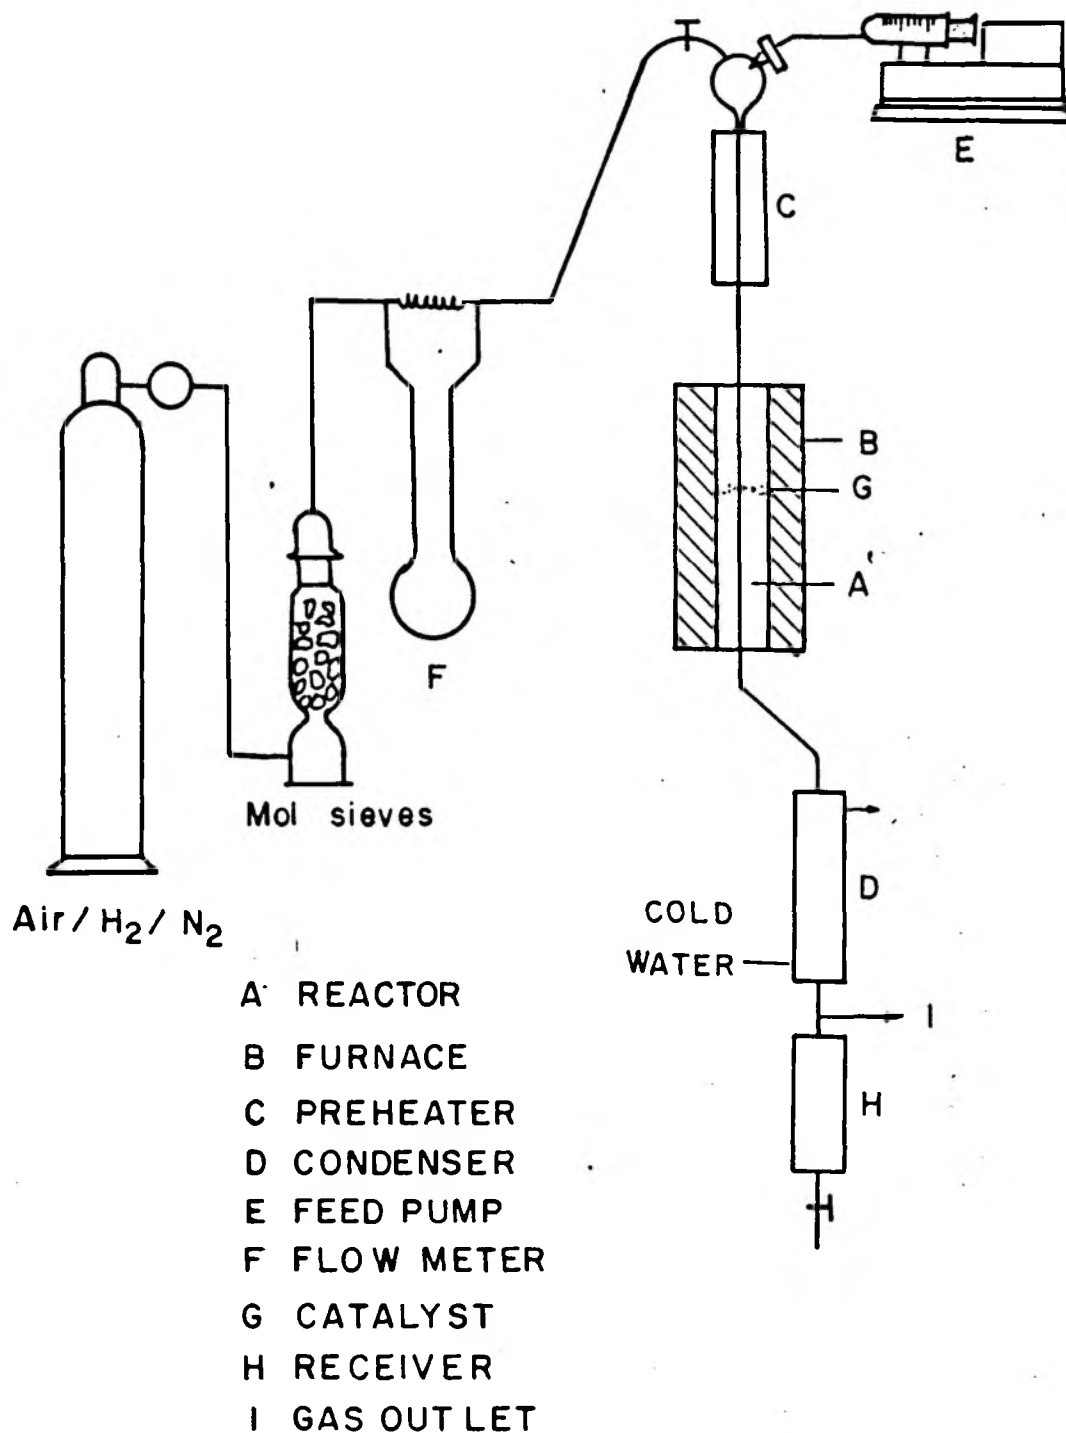 E
C
B
G
A
F
Mol sieves
D
Air / H₂ / N₂
COLD
WATER
I
H
A REACTOR
B FURNACE
C PREHEATER
D CONDENSER
E FEED PUMP
F FLOW METER
G CATALYST
H RECEIVER
I GAS OUTLET